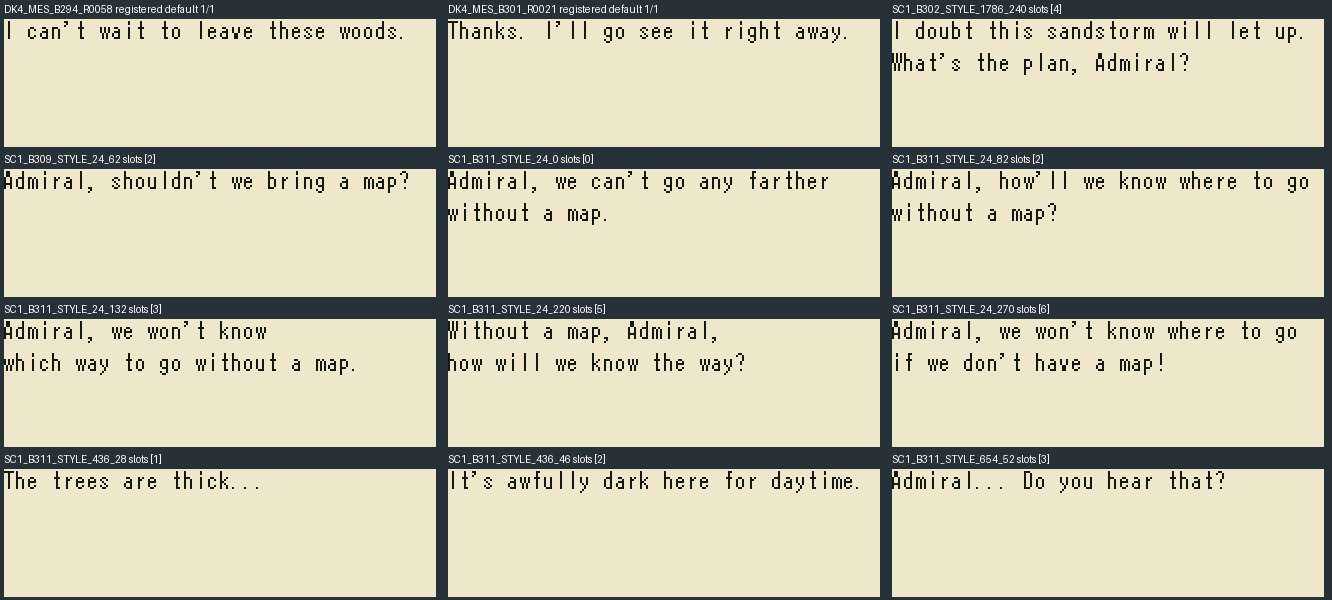 DK4_MES_B294_R0058 registered default 1/1
I can't wait to leave these woods.
DK4_MES_B301_R0021 registered default 1/1
Thanks. I'll go see it right away.
SC1_B302_STYLE_1786_240 slots [4]
I doubt this sandstorm will let up.
What's the plan, Admiral?
SC1_B309_STYLE_24_62 slots [2]
Admiral, shouldn't we bring a map?
SC1_B311_STYLE_24_0 slots [0]
Admiral, we can't go any farther
without a map.
SC1_B311_STYLE_24_82 slots [2]
Admiral, how'll we know where to go
without a map?
SC1_B311_STYLE_24_132 slots [3]
Admiral, we won't know
which way to go without a map.
SC1_B311_STYLE_24_220 slots [5]
Without a map, Admiral,
how will we know the way?
SC1_B311_STYLE_24_270 slots [6]
Admiral, we won't know where to go
if we don't have a map!
SC1_B311_STYLE_436_28 slots [1]
The trees are thick...
SC1_B311_STYLE_436_46 slots [2]
It's awfully dark here for daytime.
SC1_B311_STYLE_654_52 slots [3]
Admiral... Do you hear that?